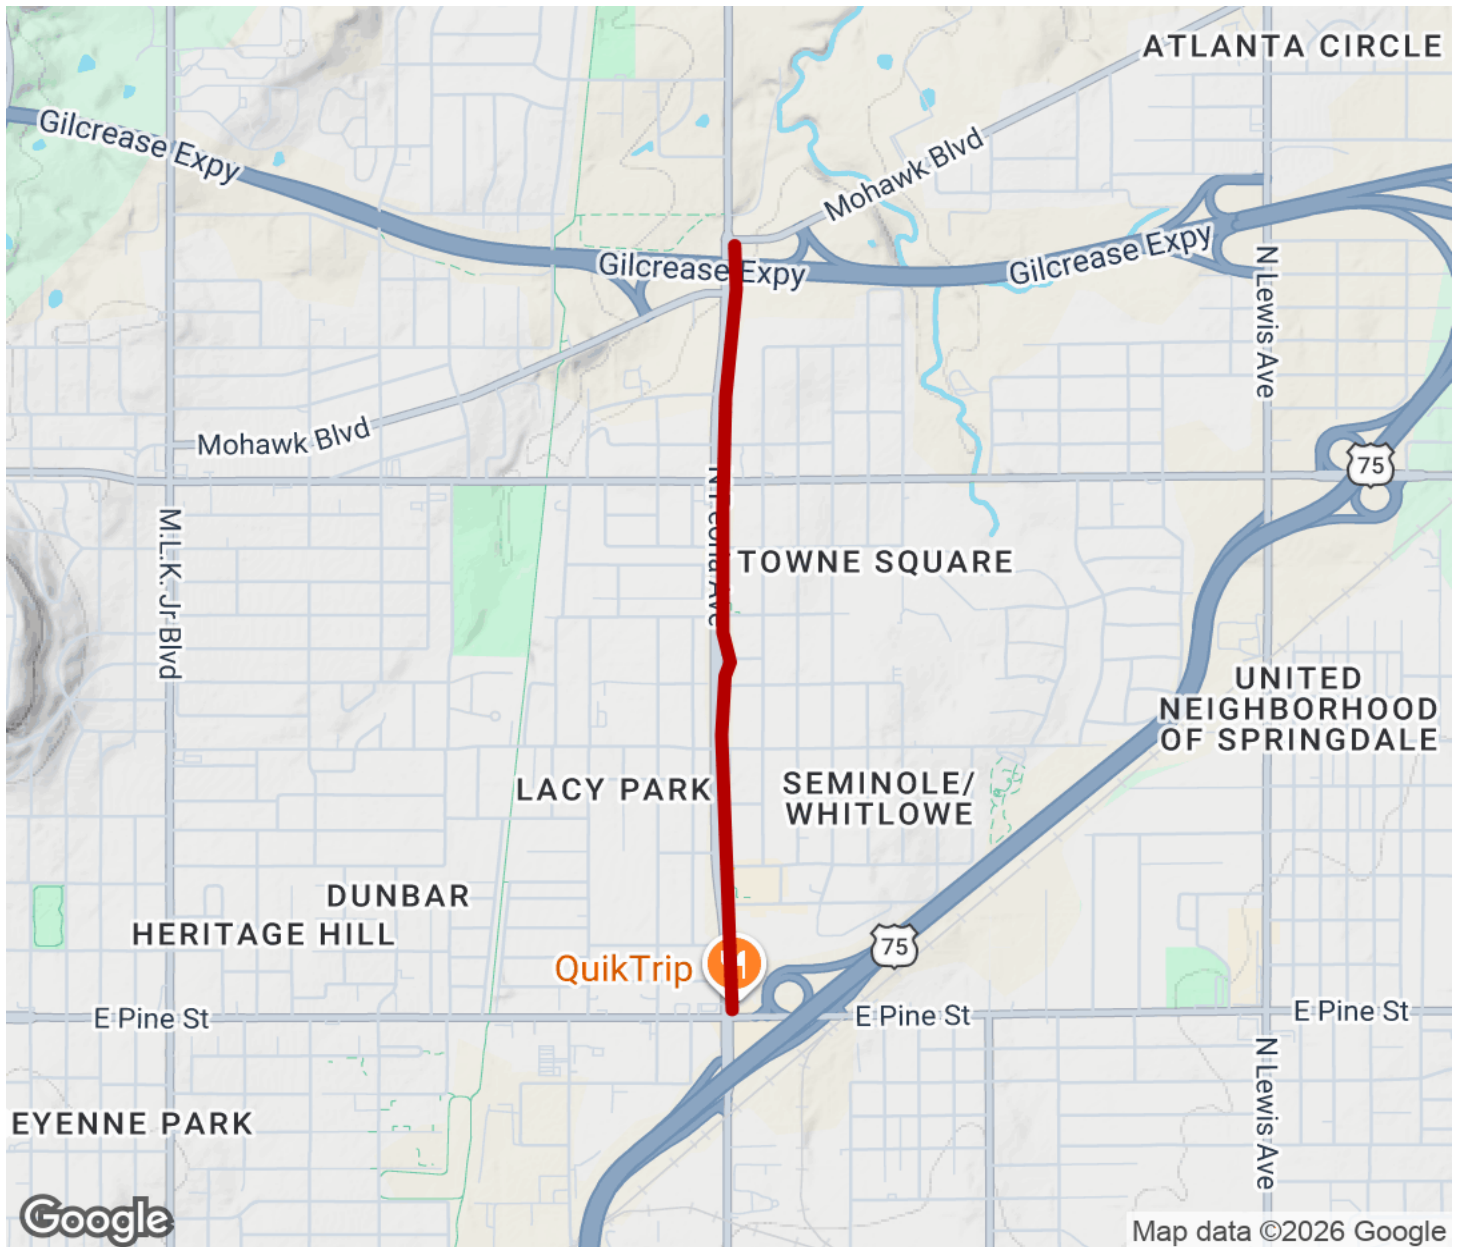 ATLANTA CIRCLE
Gilcrease Expy
Mohawk Blvd
Gilcrease Expy
Gilcrease Expy
N Lewis Ave
Mohawk Blvd
75
N Peoria Ave
M.L.K. Jr Blvd
TOWNE SQUARE
UNITED
NEIGHBORHOOD
OF SPRINGDALE
LACY PARK
SEMINOLE/
WHITLOWE
DUNBAR
HERITAGE HILL
75
QuikTrip
E Pine St
E Pine St
E Pine St
N Lewis Ave
EYENNE PARK
Google
Map data ©2026 Google